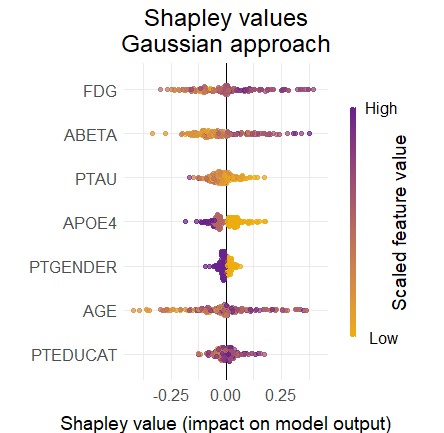 Shapley values
Gaussian approach
FDG
ABETA
PTAU
APOE4
PTGENDER
AGE
PTEDUCAT
-0.25 0.00 0.25
Shapley value (impact on model output)
High
Low
Scaled feature value